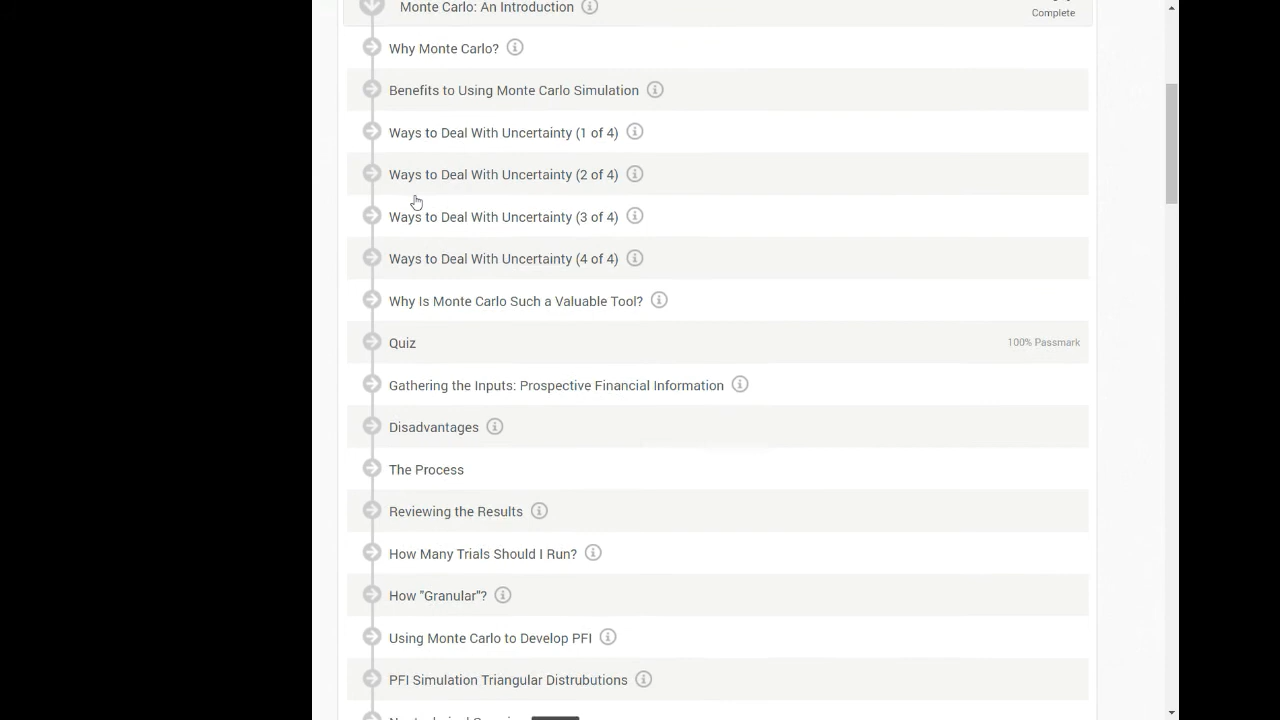 Monte Carlo: An Introduction
Complete
Why Monte Carlo?
Benefits to Using Monte Carlo Simulation
Ways to Deal With Uncertainty (1 of 4)
Ways to Deal With Uncertainty (2 of 4)
Ways to Deal With Uncertainty (3 of 4)
Ways to Deal With Uncertainty (4 of 4)
Why Is Monte Carlo Such a Valuable Tool?
Quiz 100% Passmark
Gathering the Inputs: Prospective Financial Information
Disadvantages
The Process
Reviewing the Results
How Many Trials Should I Run?
How "Granular"?
Using Monte Carlo to Develop PFI
PFI Simulation Triangular Distrubutions